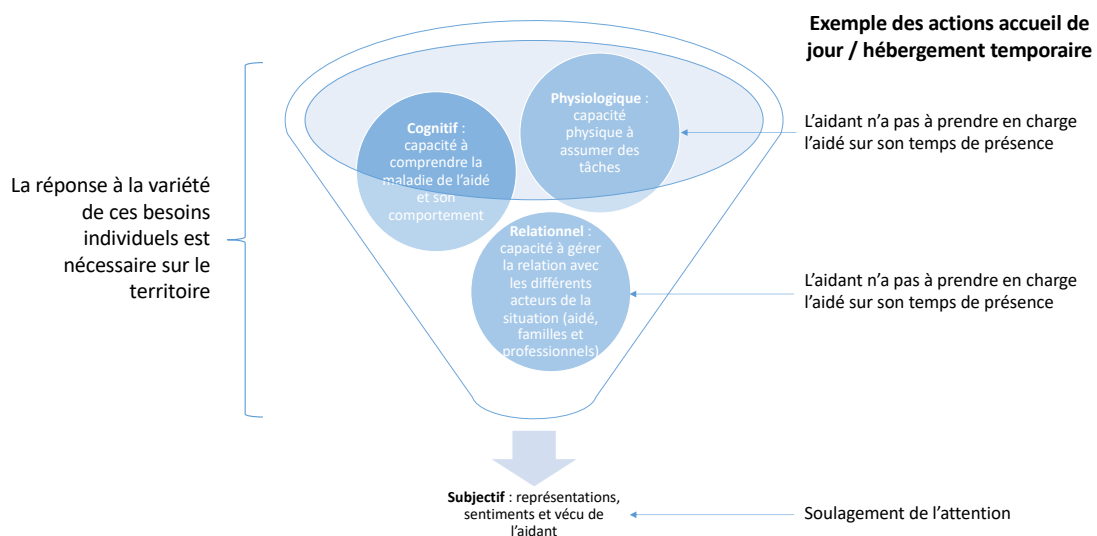 Exemple des actions accueil de
jour / hébergement temporaire
La réponse à la variété
de ces besoins
individuels est
nécessaire sur le
territoire
Cognitif :
capacité à
comprendre la
maladie de l'aidé
et son
comportement
Physiologique :
capacité
physique à
assumer des
tâches
L'aidant n'a pas à prendre en charge
l'aidé sur son temps de présence
Relationnel :
capacité à gérer
la relation avec
les différents
acteurs de la
situation (aidé,
familles et
professionnels)
L'aidant n'a pas à prendre en charge
l'aidé sur son temps de présence
Subjectif : représentations,
sentiments et vécu de
l'aidant
Soulagement de l'attention